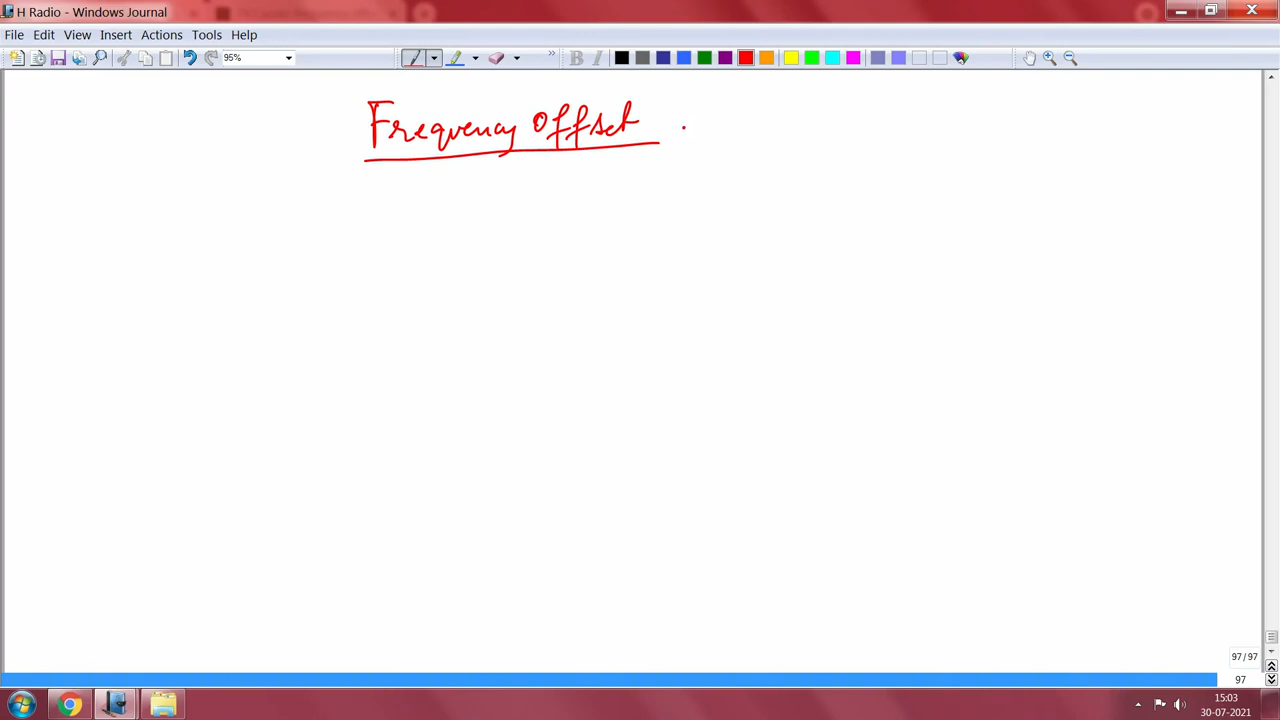 H Radio - Windows Journal
File Edit View Insert Actions Tools Help
95%
Frequency Offset
97 / 97
97
15:03
30-07-2021